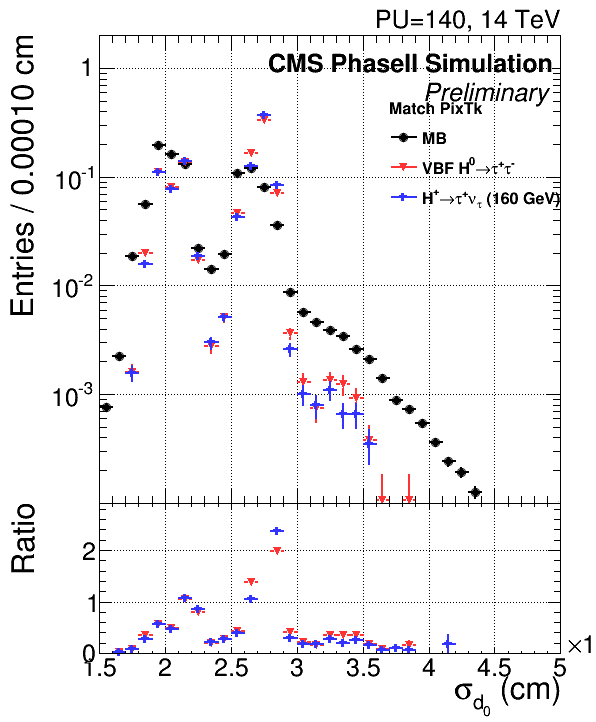 PU=140, 14 TeV
CMS PhaseII Simulation
Preliminary
Match PixTk
MB
VBF H⁰→τ⁺τ⁻
H⁺→τ⁺ν_τ (160 GeV)
Entries / 0.00010 cm
1
10⁻¹
10⁻²
10⁻³
Ratio
2
1
0
1.5 2 2.5 3 3.5 4 4.5 5
×1
σ_d₀ (cm)